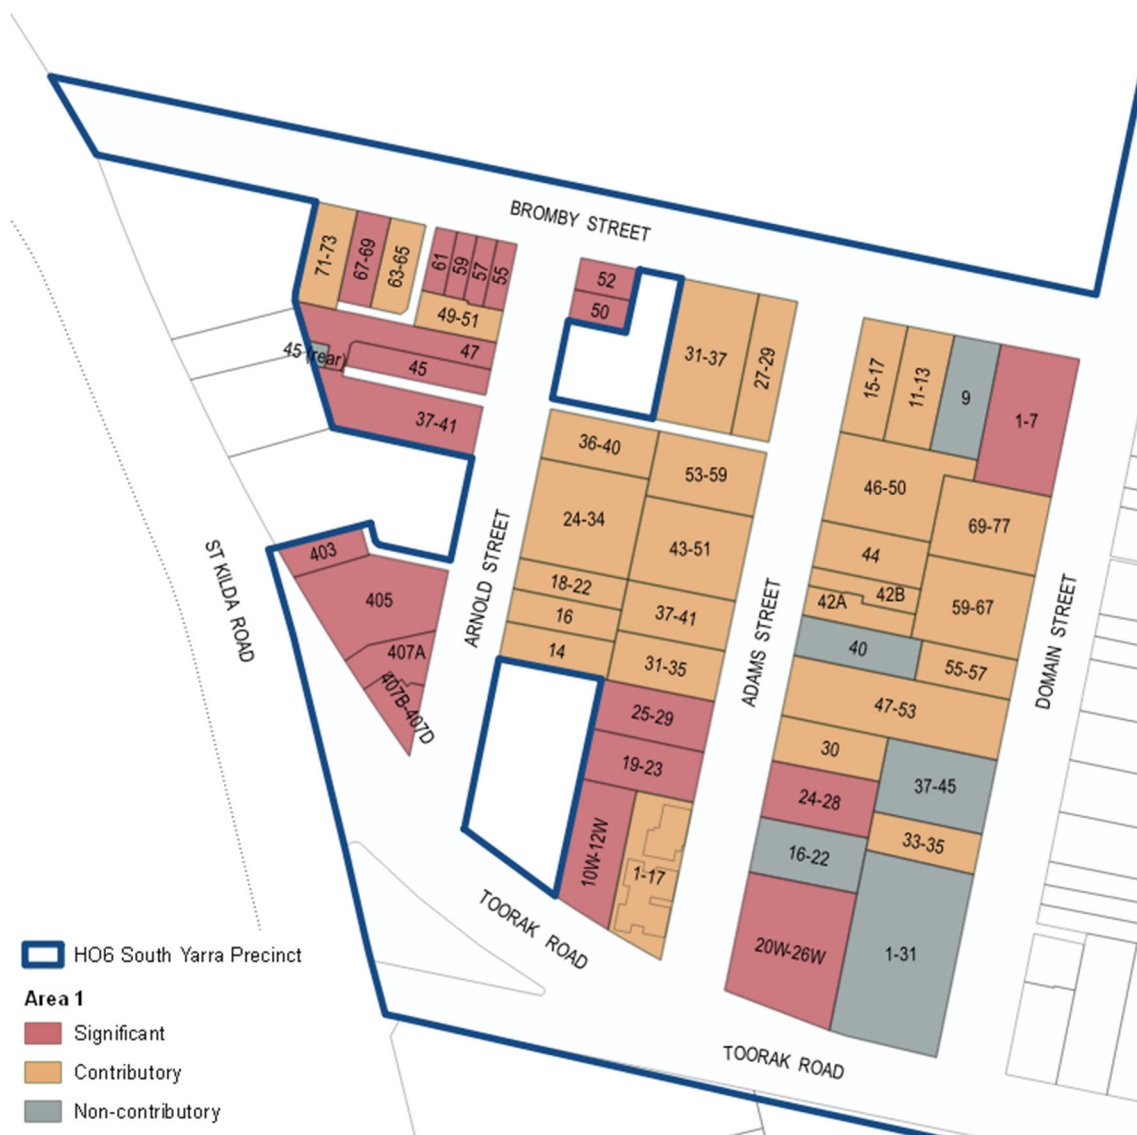 BROMBY STREET
71-73
67-69
63-65
61
59
57
55
49-51
47
45 (rear)
45
37-41
52
50
31-37
27-29
15-17
11-13
9
1-7
36-40
53-59
46-50
69-77
24-34
43-51
44
42B
42A
59-67
18-22
16
37-41
14
31-35
40
55-57
403
405
407A
407B-407D
ST KILDA ROAD
ARNOLD STREET
ADAMS STREET
DOMAIN STREET
25-29
47-53
19-23
30
37-45
24-28
33-35
10W-12W
1-17
16-22
20W-26W
1-31
TOORAK ROAD
TOORAK ROAD
HO6 South Yarra Precinct
Area 1
Significant
Contributory
Non-contributory